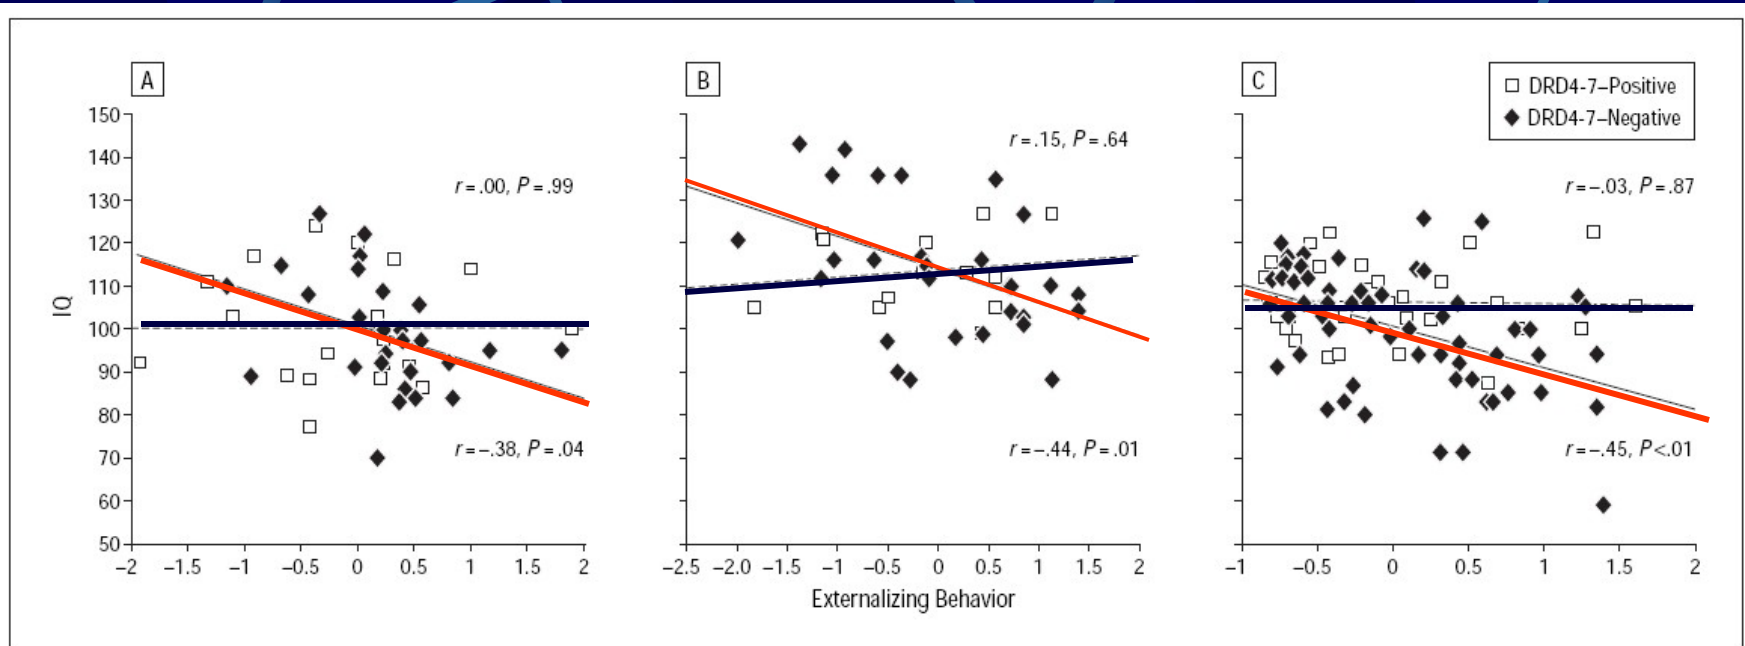 A
B
C
DRD4-7–Positive
DRD4-7–Negative
150
140
130
120
110
100
90
80
70
60
50
IQ
r=.00, P=.99
r=–.38, P=.04
r=.15, P=.64
r=–.44, P=.01
r=–.03, P=.87
r=–.45, P<.01
–2 –1.5 –1 –0.5 0 0.5 1 1.5 2
–2.5 –2.0 –1.5 –1 –0.5 0 0.5 1 1.5 2
–1 –0.5 0 0.5 1 1.5 2
Externalizing Behavior